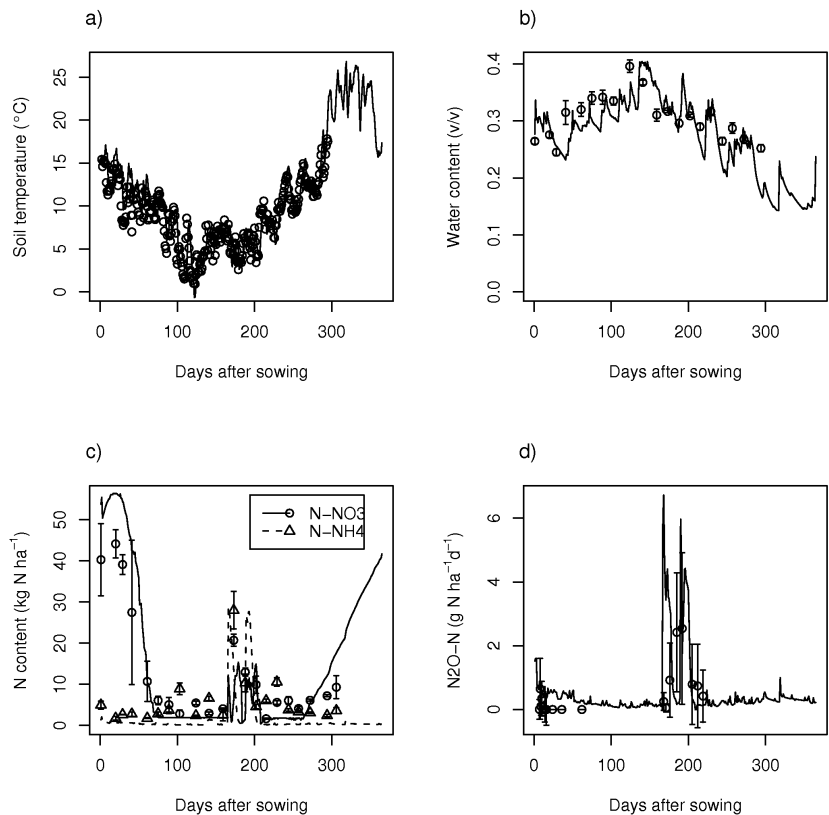 a)
Soil temperature (°C)
25
20
15
10
5
0
0 100 200 300
Days after sowing
b)
Water content (v/v)
0.4
0.3
0.2
0.1
0.0
0 100 200 300
Days after sowing
c)
N content (kg N ha⁻¹)
50
40
30
20
10
0
N−NO3
N−NH4
0 100 200 300
Days after sowing
d)
N2O−N (g N ha⁻¹d⁻¹)
6
4
2
0
0 100 200 300
Days after sowing